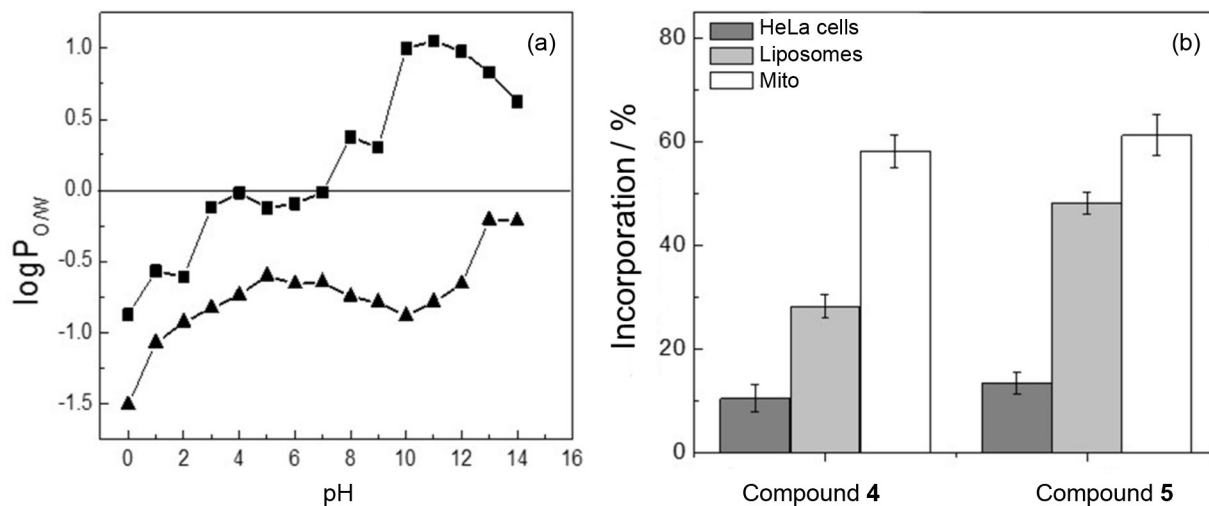 (a)
1.0
0.5
0.0
-0.5
-1.0
-1.5
logP O/W
0 2 4 6 8 10 12 14 16
pH
(b)
HeLa cells
Liposomes
Mito
80
60
40
20
0
Incorporation / %
Compound 4 Compound 5